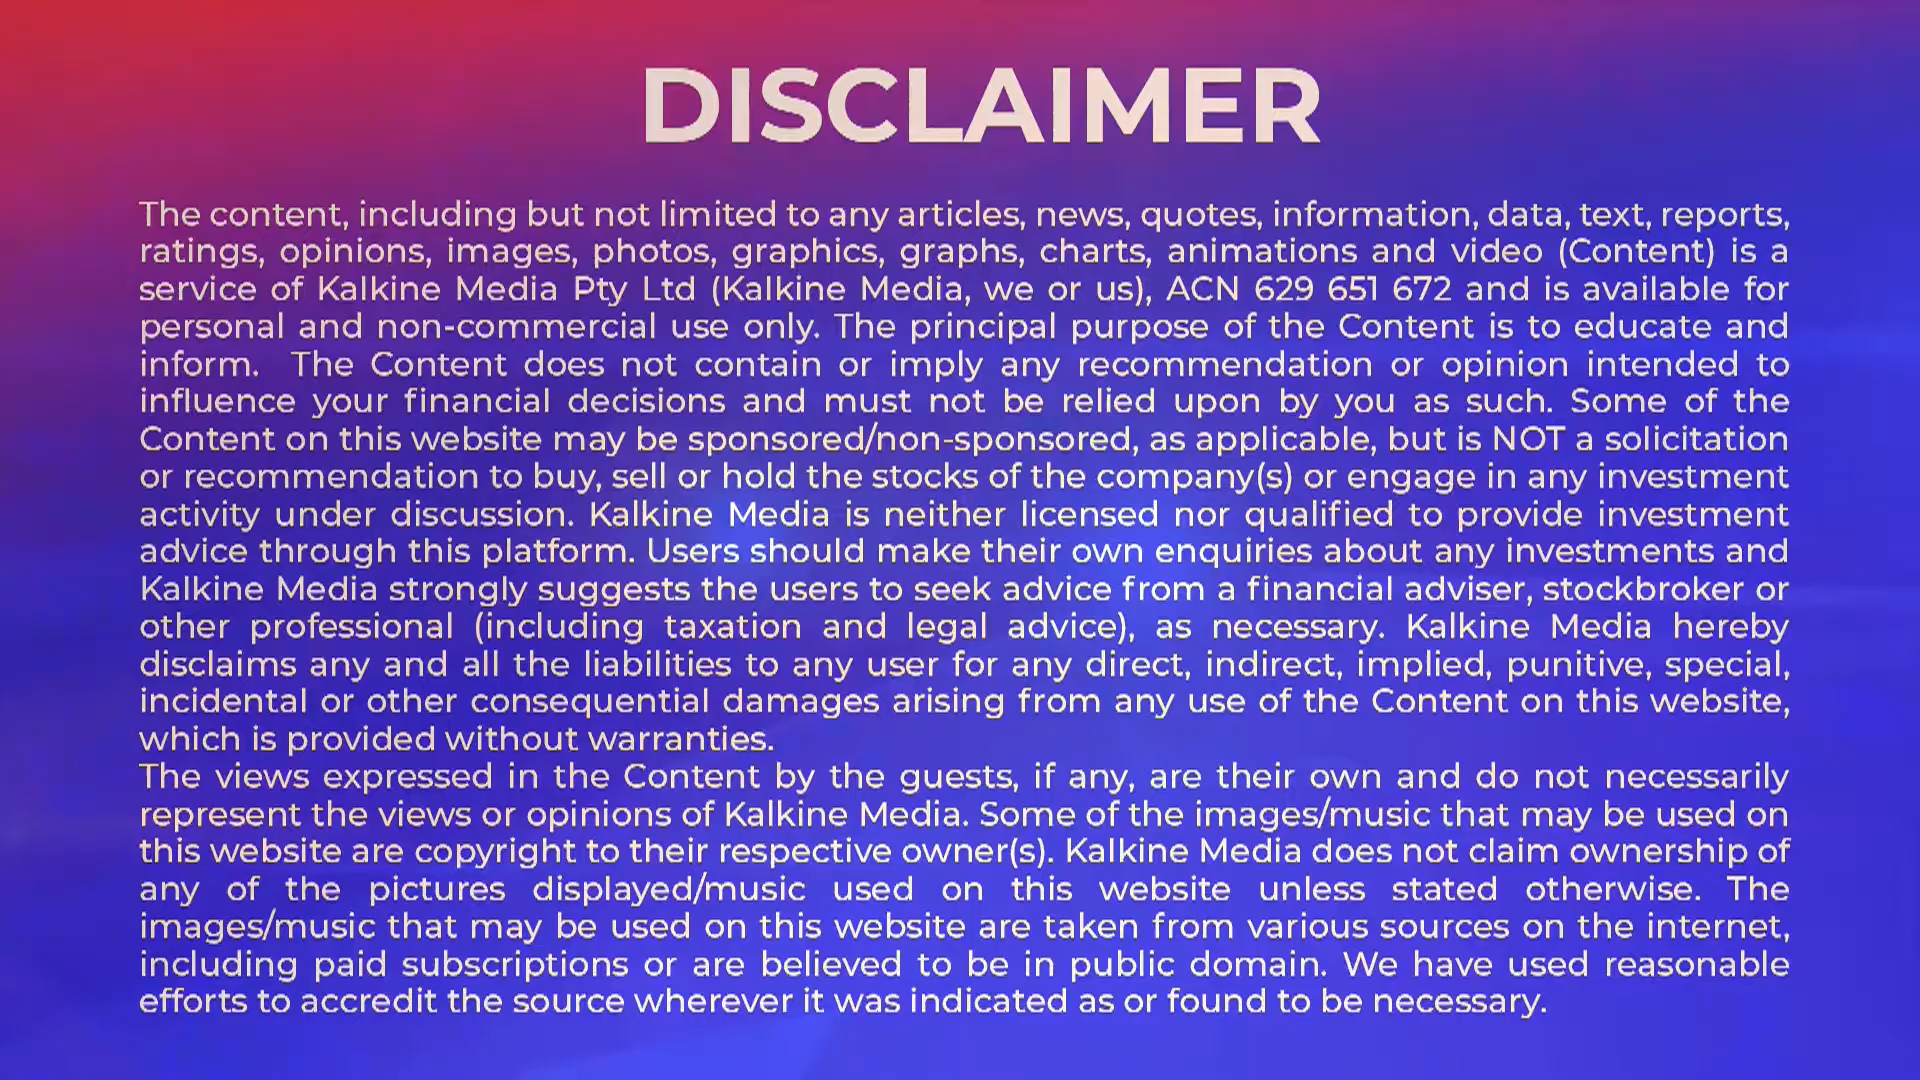 DISCLAIMER
The content, including but not limited to any articles, news, quotes, information, data, text, reports,
ratings, opinions, images, photos, graphics, graphs, charts, animations and video (Content) is a
service of Kalkine Media Pty Ltd (Kalkine Media, we or us), ACN 629 651 672 and is available for
personal and non-commercial use only. The principal purpose of the Content is to educate and
inform. The Content does not contain or imply any recommendation or opinion intended to
influence your financial decisions and must not be relied upon by you as such. Some of the
Content on this website may be sponsored/non-sponsored, as applicable, but is NOT a solicitation
or recommendation to buy, sell or hold the stocks of the company(s) or engage in any investment
activity under discussion. Kalkine Media is neither licensed nor qualified to provide investment
advice through this platform. Users should make their own enquiries about any investments and
Kalkine Media strongly suggests the users to seek advice from a financial adviser, stockbroker or
other professional (including taxation and legal advice), as necessary. Kalkine Media hereby
disclaims any and all the liabilities to any user for any direct, indirect, implied, punitive, special,
incidental or other consequential damages arising from any use of the Content on this website,
which is provided without warranties.
The views expressed in the Content by the guests, if any, are their own and do not necessarily
represent the views or opinions of Kalkine Media. Some of the images/music that may be used on
this website are copyright to their respective owner(s). Kalkine Media does not claim ownership of
any of the pictures displayed/music used on this website unless stated otherwise. The
images/music that may be used on this website are taken from various sources on the internet,
including paid subscriptions or are believed to be in public domain. We have used reasonable
efforts to accredit the source wherever it was indicated as or found to be necessary.